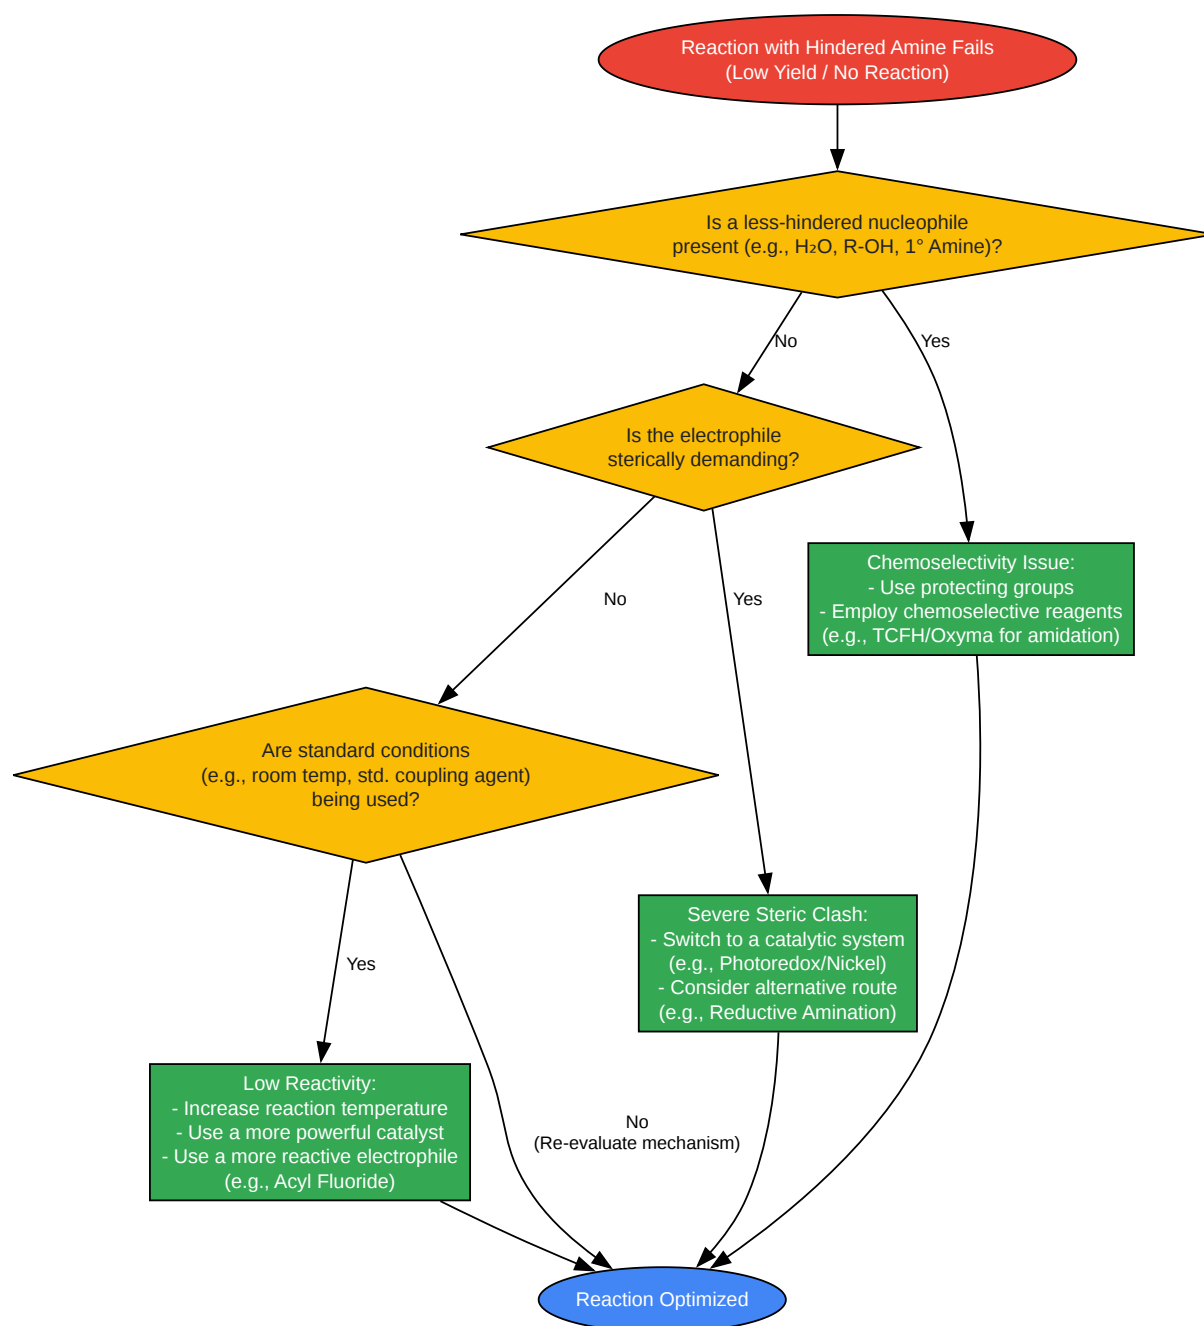 Reaction with Hindered Amine Fails
(Low Yield / No Reaction)
Is a less-hindered nucleophile
present (e.g., H₂O, R-OH, 1° Amine)?
No
Yes
Is the electrophile
sterically demanding?
Chemoselectivity Issue:
- Use protecting groups
- Employ chemoselective reagents
(e.g., TCFH/Oxyma for amidation)
No
Yes
Are standard conditions
(e.g., room temp, std. coupling agent)
being used?
Severe Steric Clash:
- Switch to a catalytic system
(e.g., Photoredox/Nickel)
- Consider alternative route
(e.g., Reductive Amination)
Yes
Low Reactivity:
- Increase reaction temperature
- Use a more powerful catalyst
- Use a more reactive electrophile
(e.g., Acyl Fluoride)
No
(Re-evaluate mechanism)
Reaction Optimized